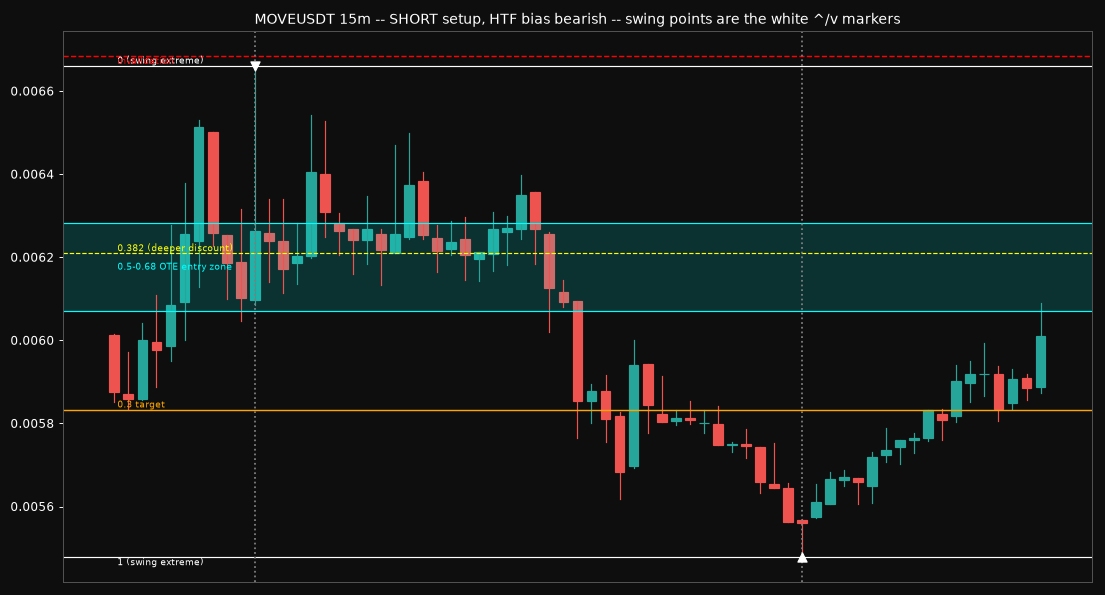 MOVEUSDT 15m -- SHORT setup, HTF bias bearish -- swing points are the white ^/v markers
0 (swing extreme)
0.0066
0.0064
0.382 (deeper discount)
0.0062
0.5-0.68 OTE entry zone
0.0060
0.3 target
0.0058
0.0056
1 (swing extreme)